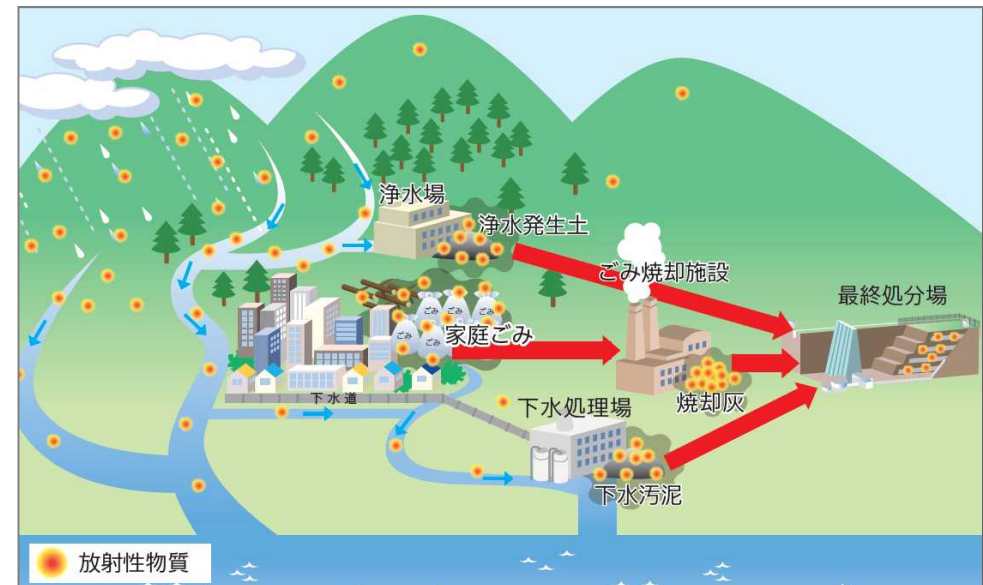 浄水場
浄水発生土
ごみ焼却施設
最終処分場
ごみ
ごみ
ごみ
ごみ
ごみ
家庭ごみ
焼却灰
下水道
下水処理場
下水汚泥
放射性物質